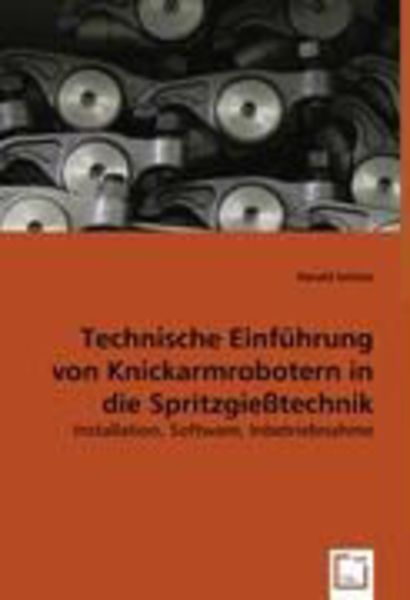 Technische Einführung
von Knickarmrobotern in
die Spritzgießtechnik
Installation, Software, Inbetriebnahme